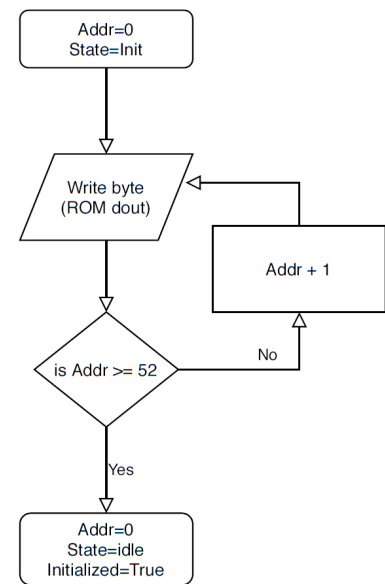 Addr=0
State=Init
Write byte
(ROM dout)
Addr + 1
is Addr >= 52
No
Yes
Addr=0
State=idle
Initialized=True